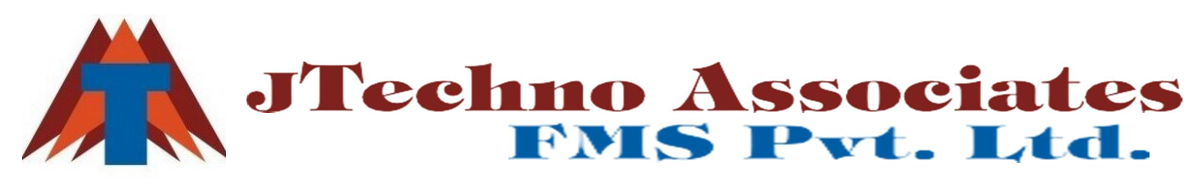 T
JTechno Associates
FMS Pvt. Ltd.